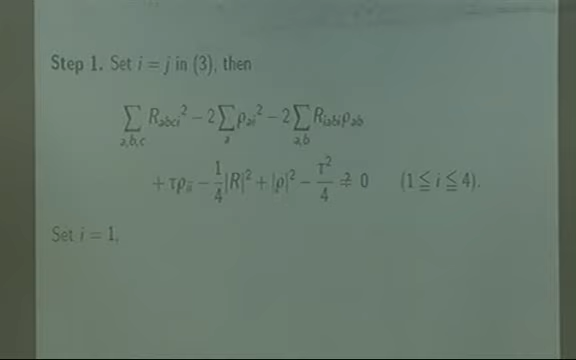 Step 1. Set i = j in (3), then
∑_{a,b,c} R_{abci}² − 2∑_a ρ_{ai}² − 2∑_{a,b} R_{iabi}ρ_{ab}
+ τρ_{ii} − 1/4|R|² + |ρ|² − τ²/4 = 0 (1 ≦ i ≦ 4).
Set i = 1,